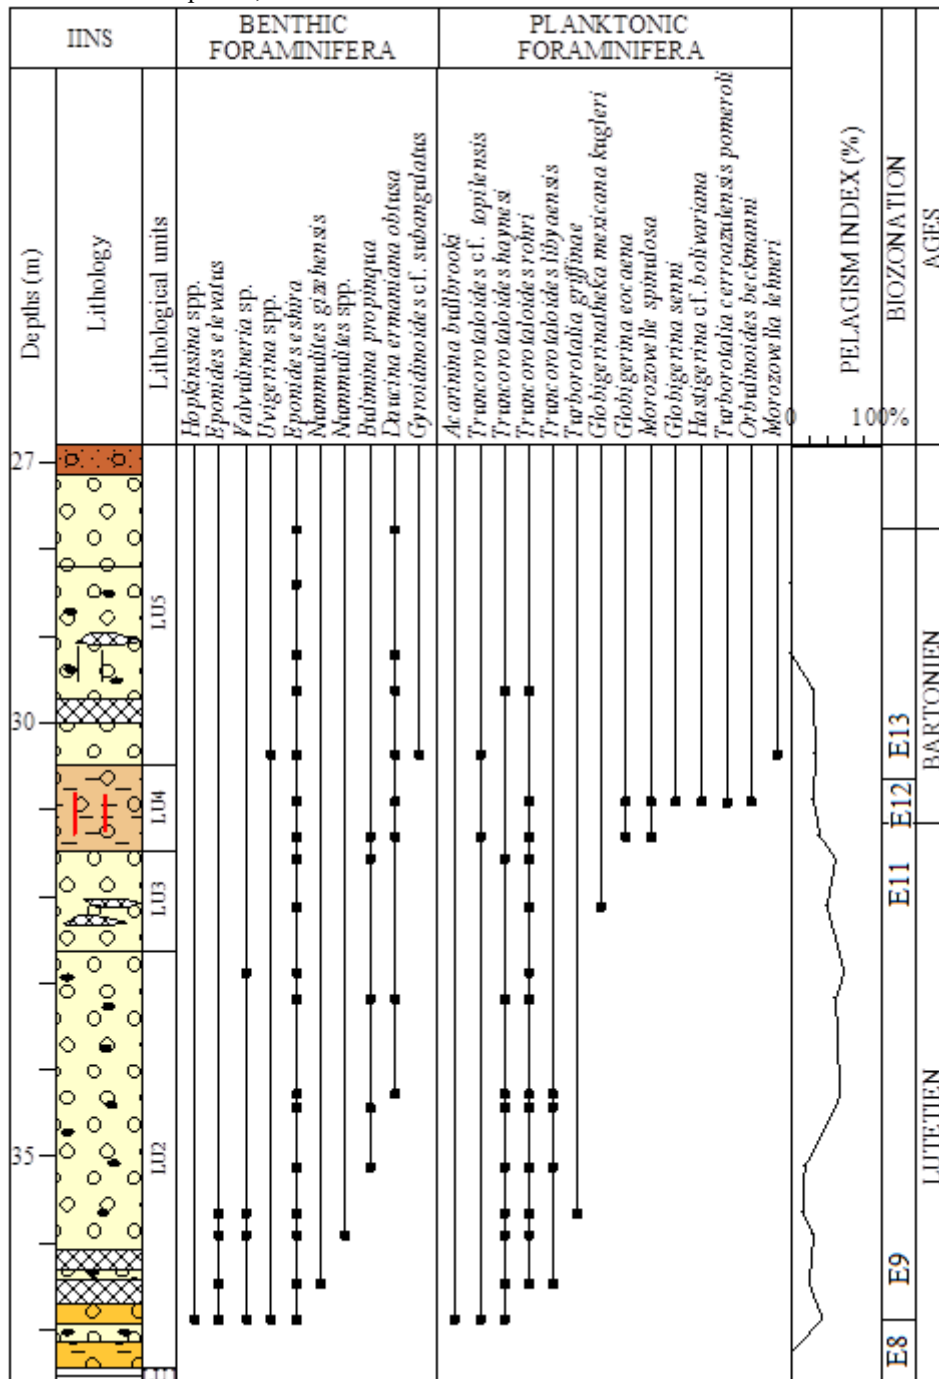 IINS
BENTHIC
FORAMINIFERA
PLANKTONIC
FORAMINIFERA
Depths (m)
Lithology
Lithological units
Hopkinsina spp.
Eponides elevatus
Valvulineria sp.
Uvigerina spp.
Eponides eshira
Nummulites gizehensis
Nummulites spp.
Bulimina propinqua
Daucina ermaniana obtusa
Gyroidinoides cf. subangulatus
Acarinina bullbrooki
Truncorotaloides cf. topilensis
Truncorotaloides haynesi
Truncorotaloides rohri
Truncorotaloides libyaensis
Turborotalia griffinae
Globigerinatheka mexicana kugleri
Globigerina eocaena
Morozovelle spinulosa
Globigerina senni
Hastigerina cf. bolivariana
Turborotalia cerroazulensis pomeroli
Orbulinoides beckmanni
Morozovella lehneri
PELAGISM INDEX (%)
0 100%
BIOZONATION
AGES
27
30
35
LU5
LU4
LU3
LU2
E13
E12
E11
E9
E8
BARTONIEN
LUTETIEN